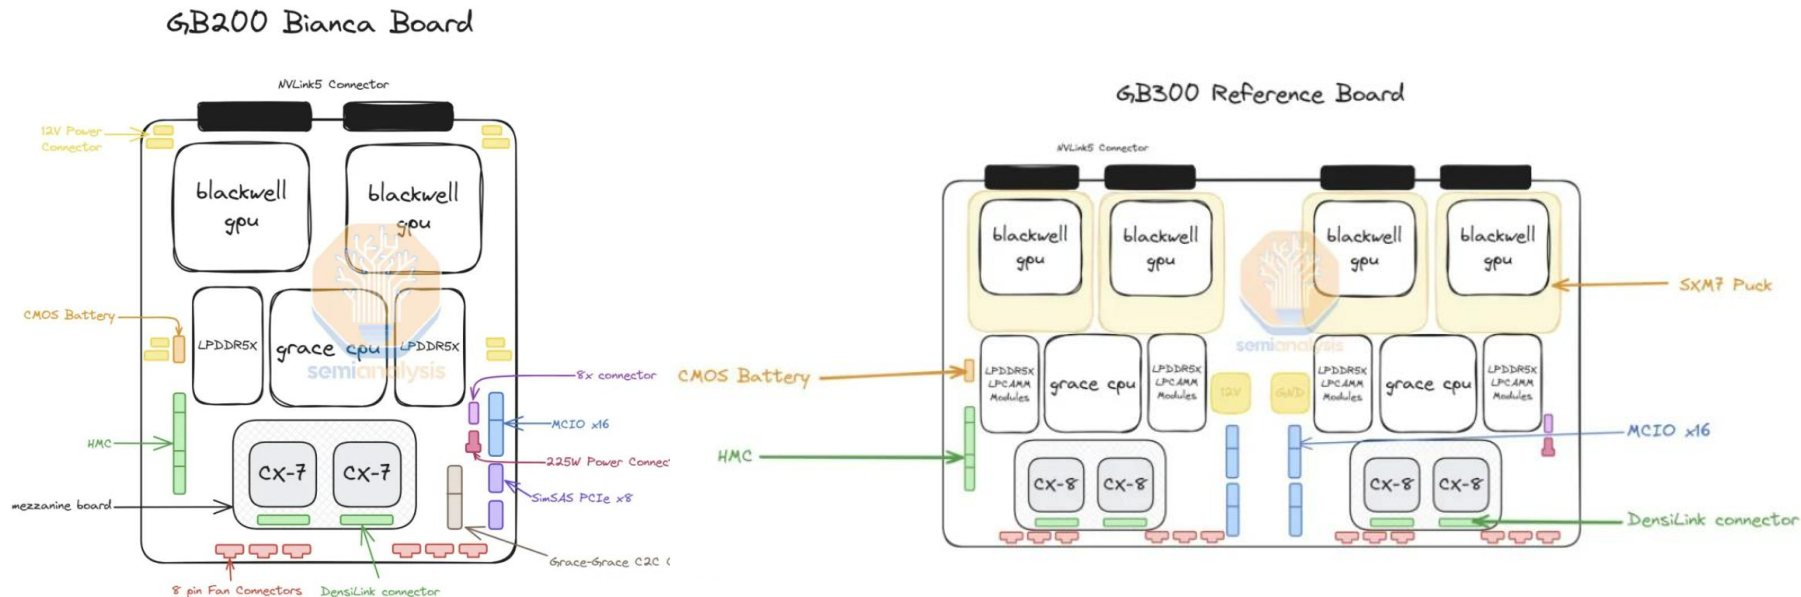 GB200 Bianca Board
NVLink5 Connector
12V Power
Connector
blackwell
gpu
blackwell
gpu
CMOS Battery
LPDDR5X
grace cpu
LPDDR5X
semianalysis
8x connector
HMC
MCIO x16
CX-7
CX-7
225W Power Connec
SimSAS PCIe x8
mezzanine board
Grace-Grace C2C
8 pin Fan Connectors
DensiLink connector
GB300 Reference Board
NVLink5 Connector
blackwell
gpu
blackwell
gpu
blackwell
gpu
blackwell
gpu
SXM7 Puck
semianalysis
CMOS Battery
LPDDR5X
LPCAMM
Modules
grace cpu
LPDDR5X
LPCAMM
Modules
12V
GND
LPDDR5X
LPCAMM
Modules
grace cpu
LPDDR5X
LPCAMM
Modules
MCIO x16
HMC
CX-8
CX-8
CX-8
CX-8
DensiLink connector